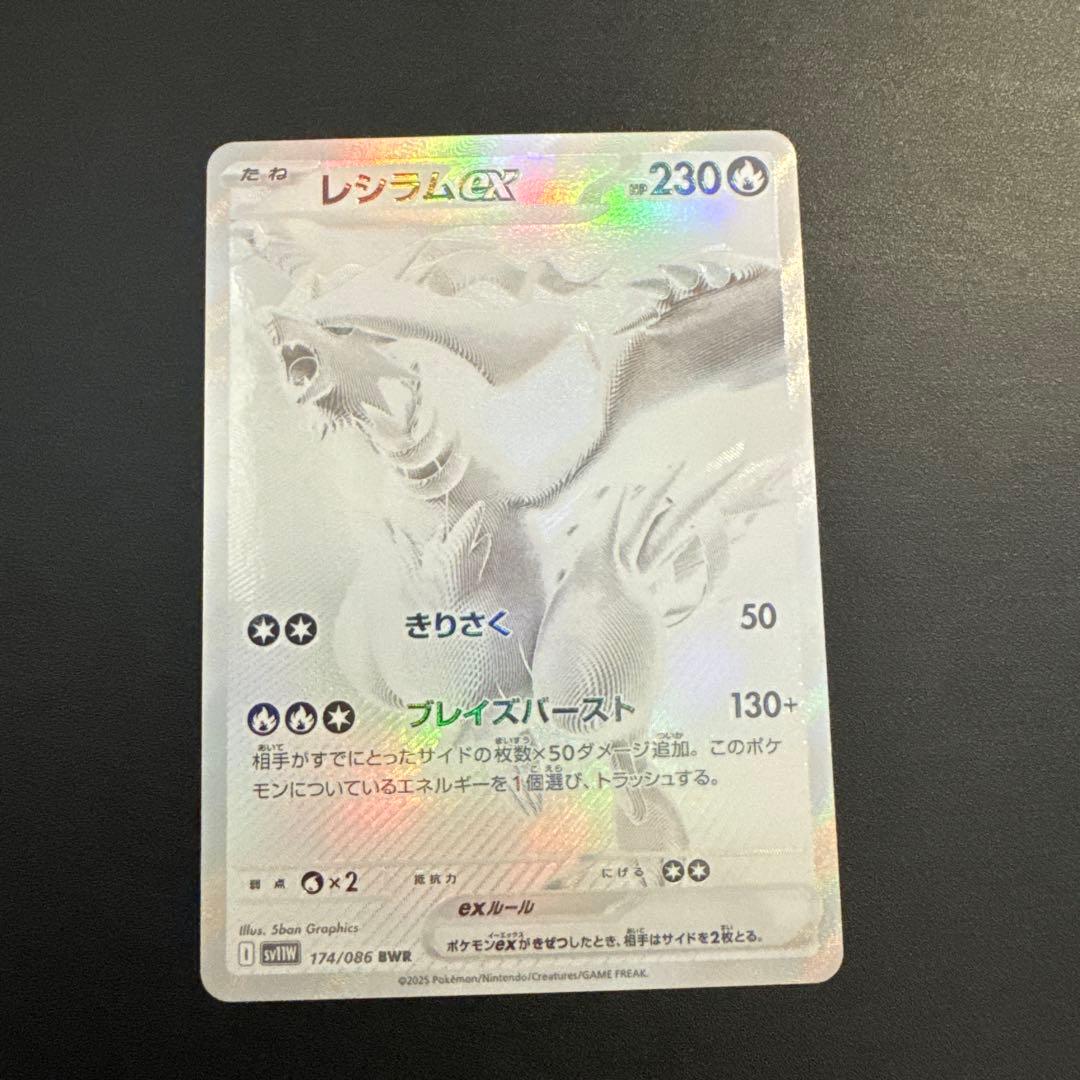 たね レシラムex HP 230
きりさく 50
ブレイズバースト 130+
相手がすでにとったサイドの枚数×50ダメージ追加。このポケ
モンについているエネルギーを1個選び、トラッシュする。
弱点 ×2 抵抗力 にげる
exルール
ポケモンexがきぜつしたとき、相手はサイドを2枚とる。
Illus. 5ban Graphics
I SV11W 174/086 BWR
©2025 Pokémon/Nintendo/Creatures/GAME FREAK.